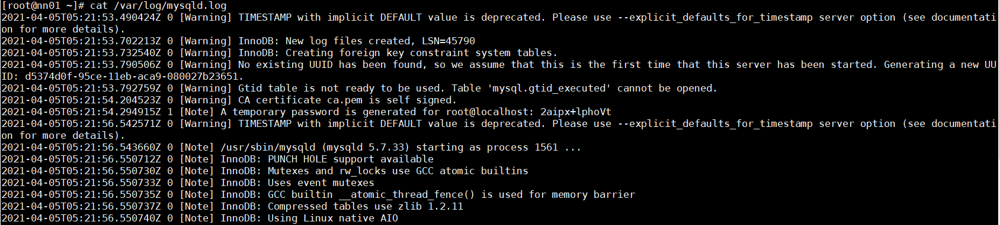 [root@nn01 ~]# cat /var/log/mysqld.log
2021-04-05T05:21:53.490424Z 0 [Warning] TIMESTAMP with implicit DEFAULT value is deprecated. Please use --explicit_defaults_for_timestamp server option (see documentati
on for more details).
2021-04-05T05:21:53.702213Z 0 [Warning] InnoDB: New log files created, LSN=45790
2021-04-05T05:21:53.732540Z 0 [Warning] InnoDB: Creating foreign key constraint system tables.
2021-04-05T05:21:53.790506Z 0 [Warning] No existing UUID has been found, so we assume that this is the first time that this server has been started. Generating a new UU
ID: d5374d0f-95ce-11eb-aca9-080027b23651.
2021-04-05T05:21:53.792759Z 0 [Warning] Gtid table is not ready to be used. Table 'mysql.gtid_executed' cannot be opened.
2021-04-05T05:21:54.204523Z 0 [Warning] CA certificate ca.pem is self signed.
2021-04-05T05:21:54.294915Z 1 [Note] A temporary password is generated for root@localhost: 2aipx+lphoVt
2021-04-05T05:21:56.542571Z 0 [Warning] TIMESTAMP with implicit DEFAULT value is deprecated. Please use --explicit_defaults_for_timestamp server option (see documentati
on for more details).
2021-04-05T05:21:56.543660Z 0 [Note] /usr/sbin/mysqld (mysqld 5.7.33) starting as process 1561 ...
2021-04-05T05:21:56.550712Z 0 [Note] InnoDB: PUNCH HOLE support available
2021-04-05T05:21:56.550730Z 0 [Note] InnoDB: Mutexes and rw_locks use GCC atomic builtins
2021-04-05T05:21:56.550733Z 0 [Note] InnoDB: Uses event mutexes
2021-04-05T05:21:56.550735Z 0 [Note] InnoDB: GCC builtin __atomic_thread_fence() is used for memory barrier
2021-04-05T05:21:56.550737Z 0 [Note] InnoDB: Compressed tables use zlib 1.2.11
2021-04-05T05:21:56.550740Z 0 [Note] InnoDB: Using Linux native AIO